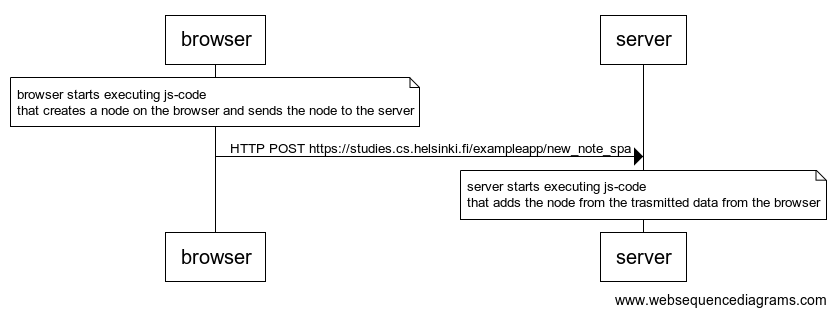 browser
server
browser starts executing js-code
that creates a node on the browser and sends the node to the server
HTTP POST https://studies.cs.helsinki.fi/exampleapp/new_note_spa
server starts executing js-code
that adds the node from the trasmitted data from the browser
browser
server
www.websequencediagrams.com